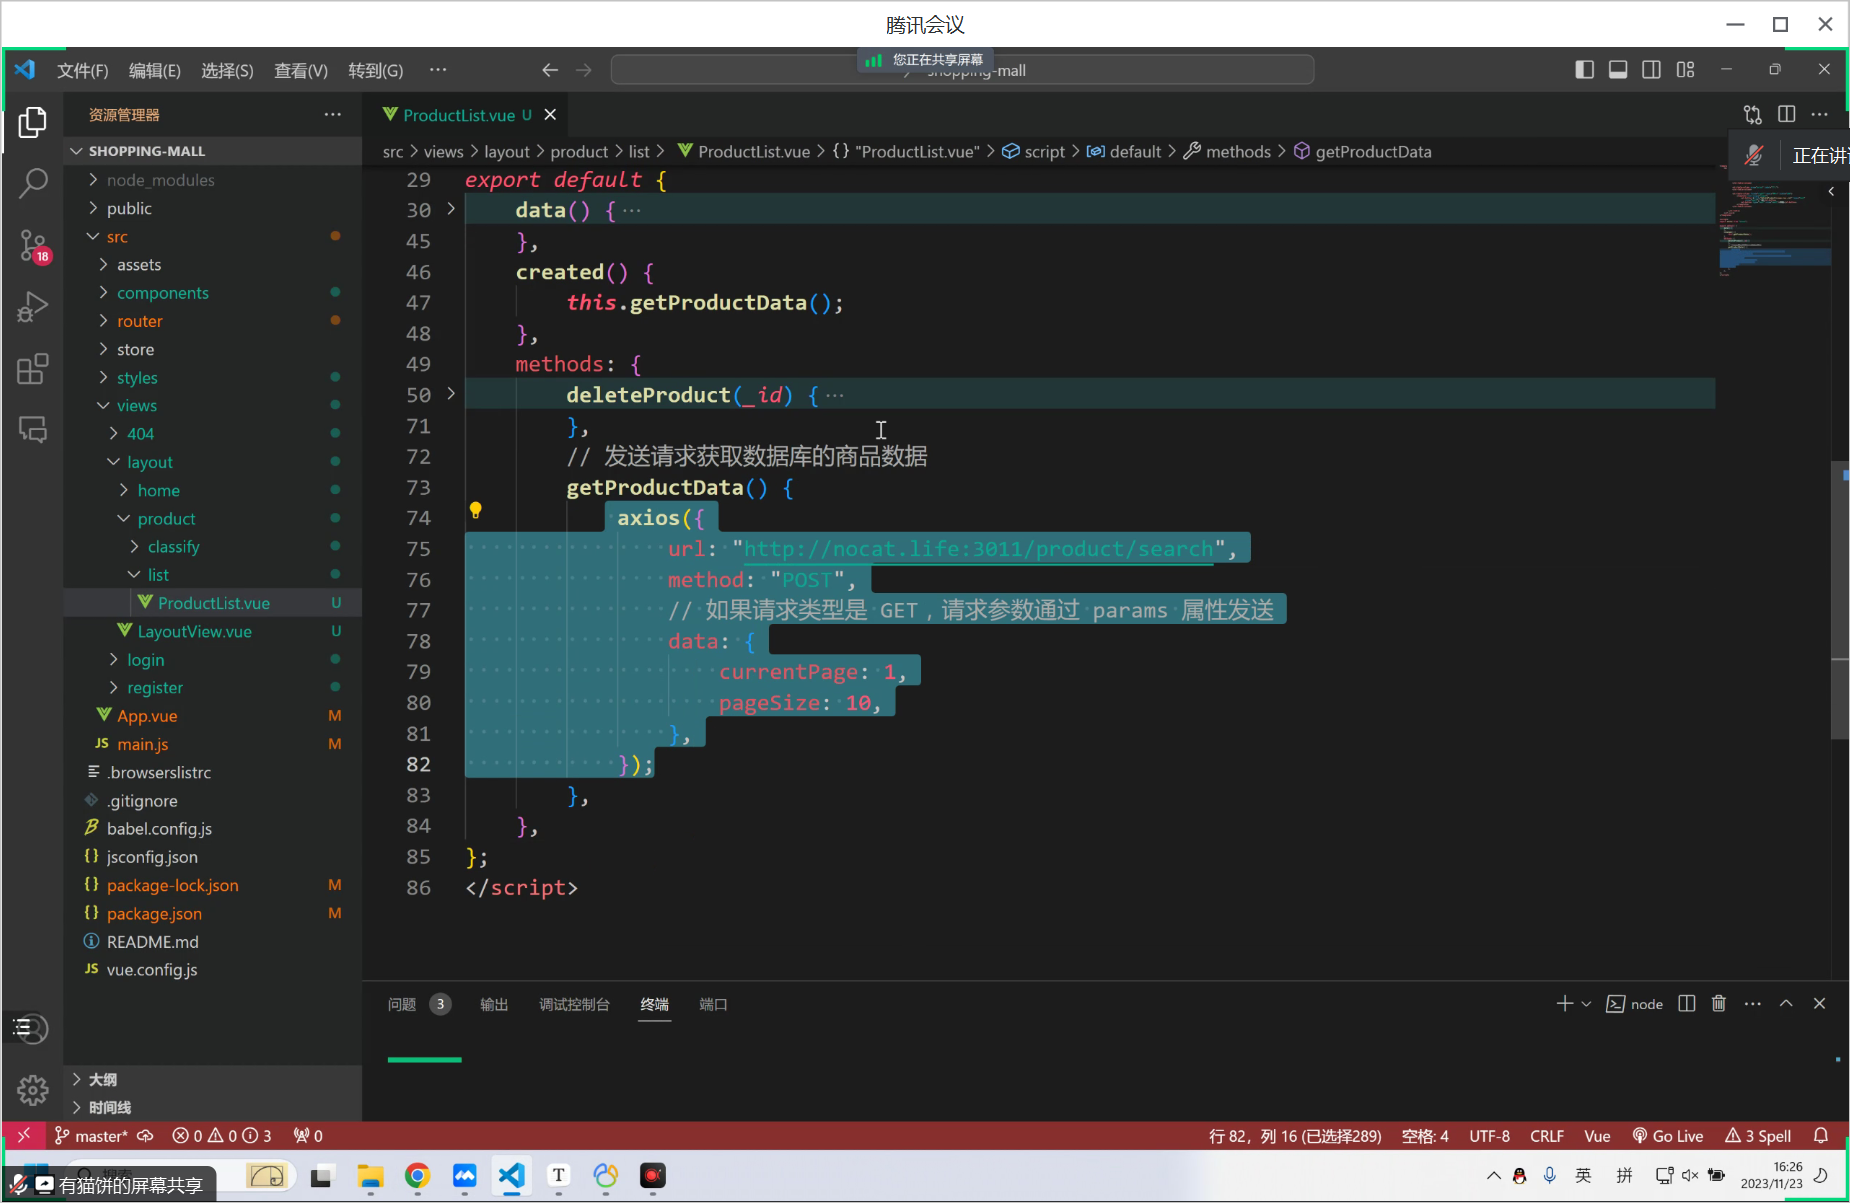 腾讯会议
文件(F) 编辑(E) 选择(S) 查看(V) 转到(G) ···
您正在共享屏幕
shopping-mall
资源管理器
ProductList.vue U
正在讲
src > views > layout > product > list > ProductList.vue > {} "ProductList.vue" > script > default > methods > getProductData
SHOPPING-MALL
node_modules
public
src
assets
components
router
store
styles
views
404
layout
home
product
classify
list
ProductList.vue U
LayoutView.vue U
login
register
App.vue M
JS main.js M
.browserslistrc
.gitignore
babel.config.js
{} jsconfig.json
{} package-lock.json M
{} package.json M
README.md
JS vue.config.js
大纲
时间线
18
29 export default {
30 data() { ···
45 },
46 created() {
47 this.getProductData();
48 },
49 methods: {
50 deleteProduct(_id) { ···
71 },
72 // 发送请求获取数据库的商品数据
73 getProductData() {
74 axios({
75 url: "http://nocat.life:3011/product/search",
76 method: "POST",
77 // 如果请求类型是 GET，请求参数通过 params 属性发送
78 data: {
79 currentPage: 1,
80 pageSize: 10,
81 },
82 });
83 },
84 },
85 };
86 </script>
问题 3 输出 调试控制台 终端 端口
node
master* 0 0 3 0
行 82，列 16 (已选择289) 空格: 4 UTF-8 CRLF Vue Go Live 3 Spell
有猫饼的屏幕共享
T
英 拼
16:26
2023/11/23